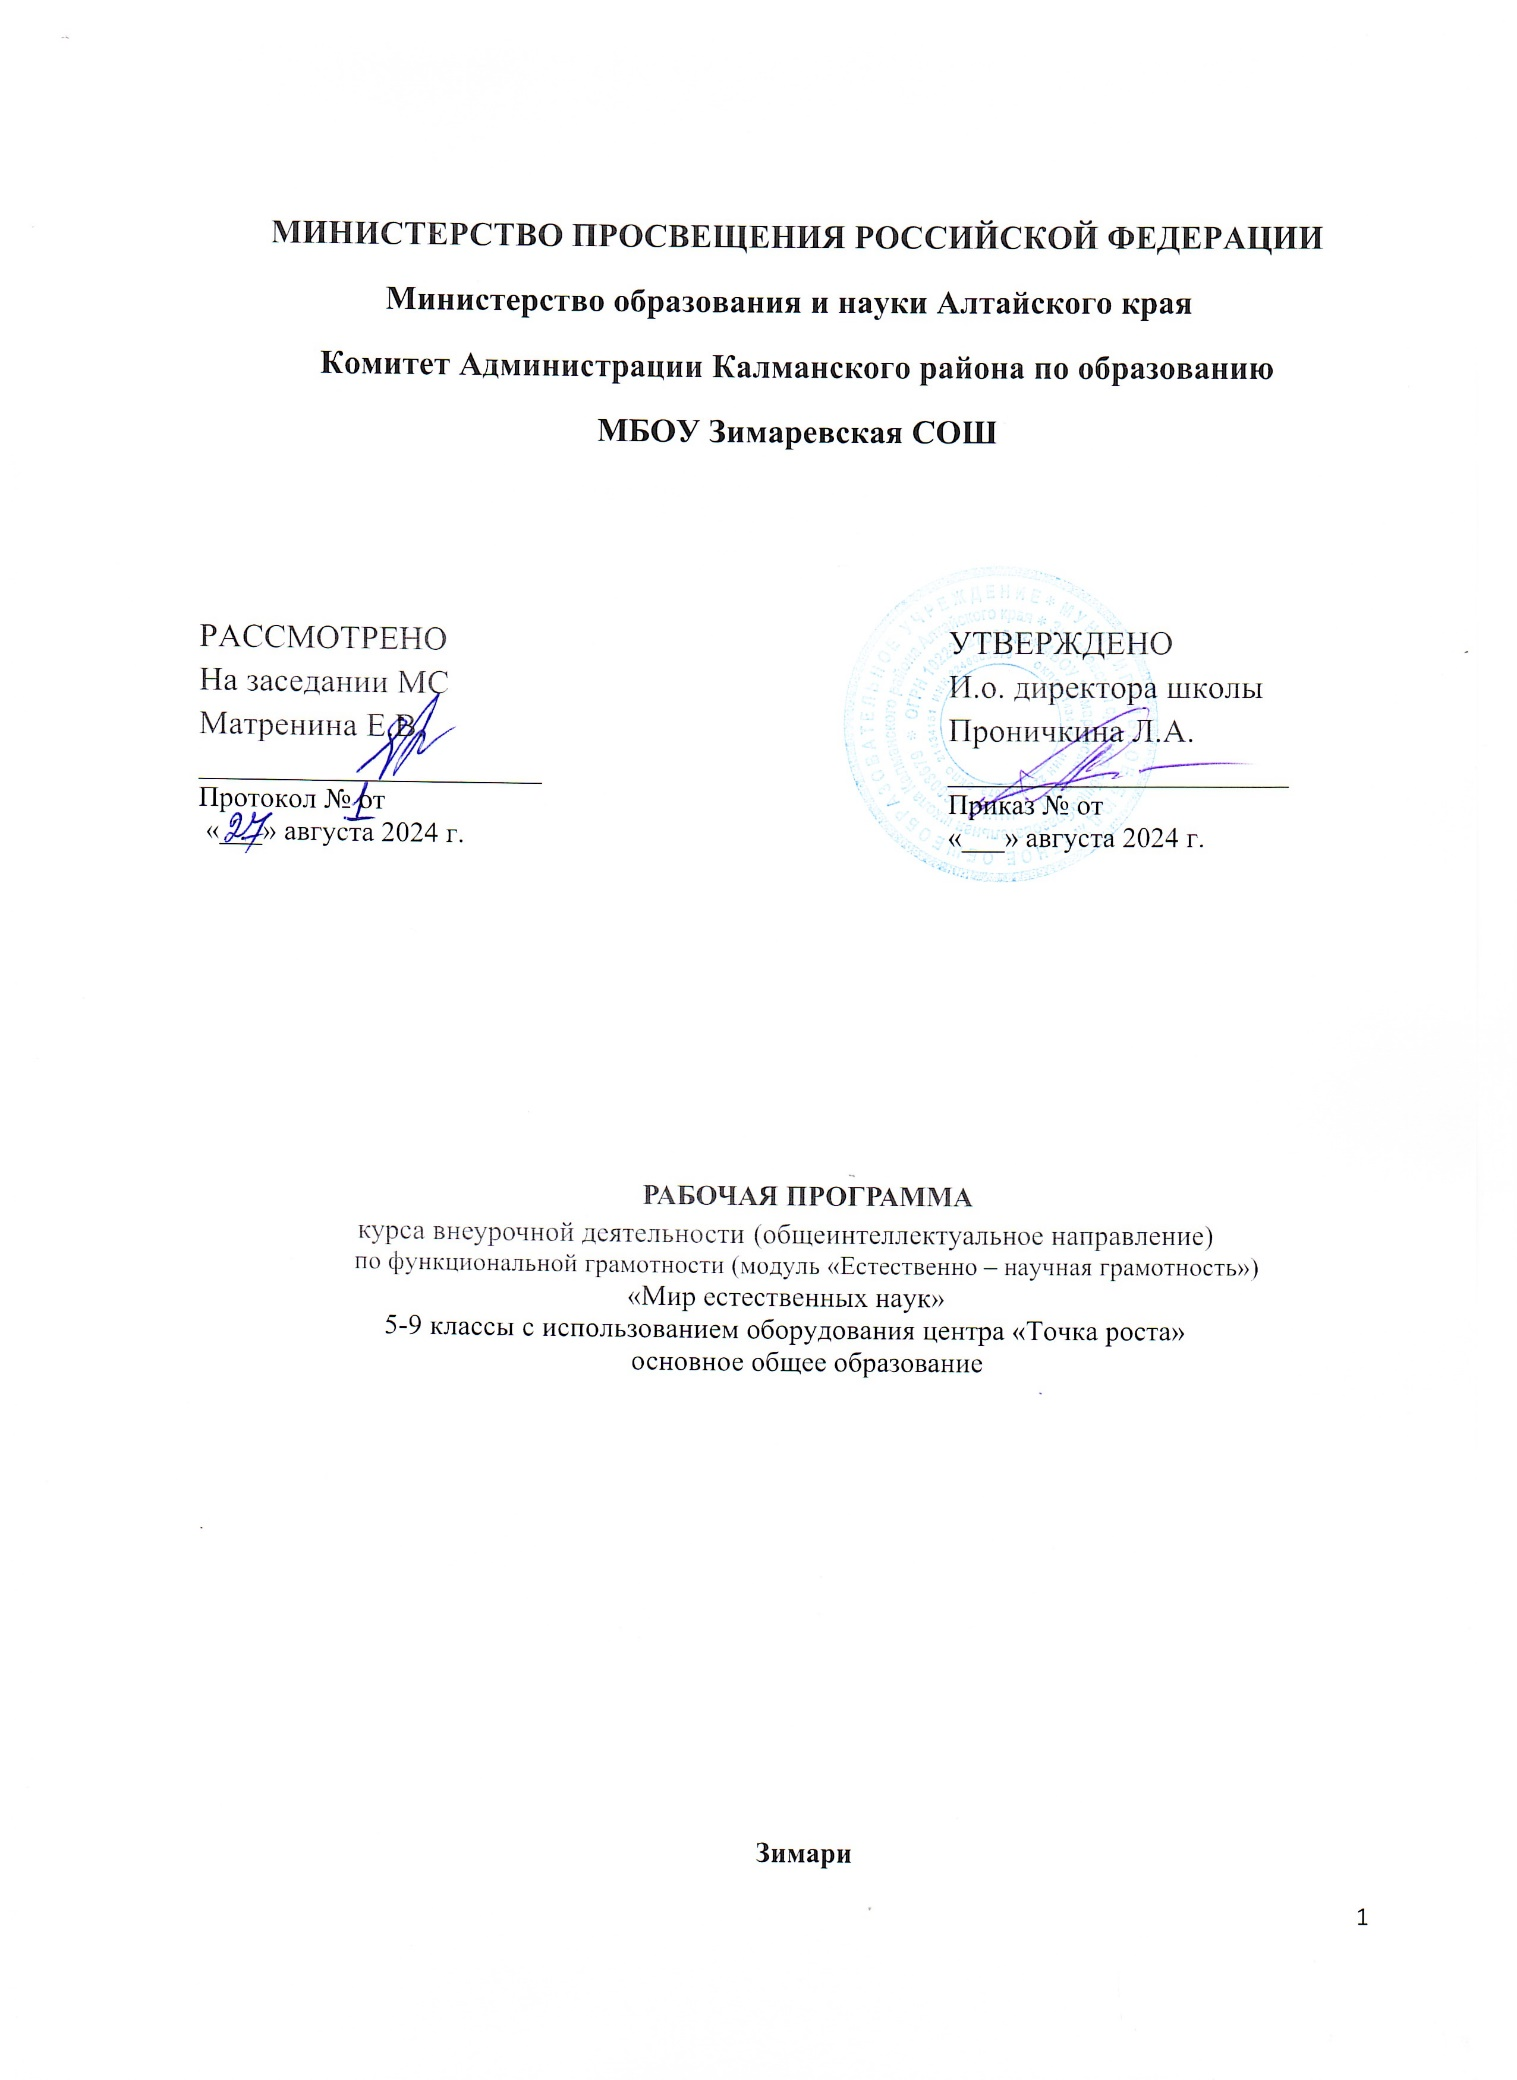 МИНИСТЕРСТВО ПРОСВЕЩЕНИЯ РОССИЙСКОЙ ФЕДЕРАЦИИ
Министерство образования и науки Алтайского края
Комитет Администрации Калманского района по образованию
МБОУ Зимаревская СОШ
РАССМОТРЕНО
На заседании МС
Матренина Е.В.
Протокол № 1 от
«27» августа 2024 г.
УТВЕРЖДЕНО
И.о. директора школы
Проничкина Л.А.
Приказ № от
«___» августа 2024 г.
РАБОЧАЯ ПРОГРАММА
курса внеурочной деятельности (общеинтеллектуальное направление)
по функциональной грамотности (модуль «Естественно – научная грамотность»)
«Мир естественных наук»
5-9 классы с использованием оборудования центра «Точка роста»
основное общее образование
Зимари
1